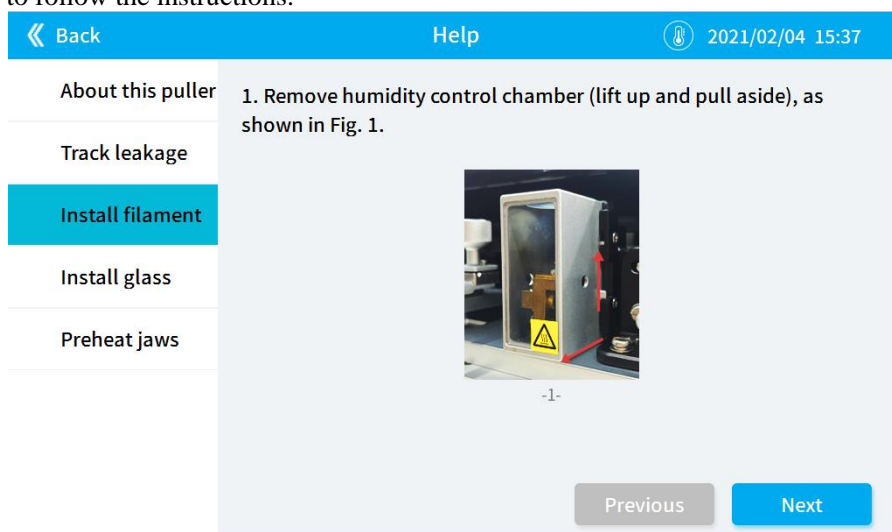 to follow the instructions.
Back
Help
2021/02/04 15:37
About this puller
Track leakage
Install filament
Install glass
Preheat jaws
1. Remove humidity control chamber (lift up and pull aside), as
shown in Fig. 1.
-1-
Previous
Next